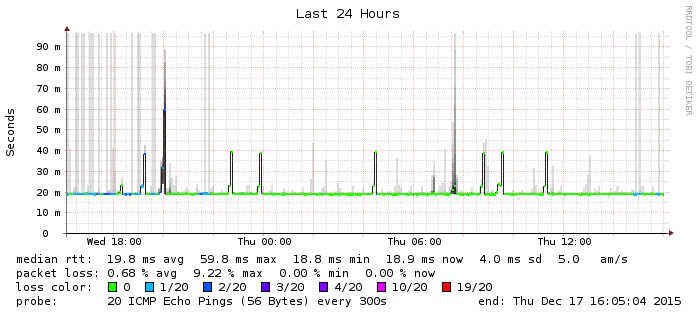 Last 24 Hours
RRDTOOL / TOBI OETIKER
Seconds
90 m
80 m
70 m
60 m
50 m
40 m
30 m
20 m
10 m
0
Wed 18:00 Thu 00:00 Thu 06:00 Thu 12:00
median rtt: 19.8 ms avg 59.8 ms max 18.8 ms min 18.9 ms now 4.0 ms sd 5.0 am/s
packet loss: 0.68 % avg 9.22 % max 0.00 % min 0.00 % now
loss color: 0 1/20 2/20 3/20 4/20 10/20 19/20
probe: 20 ICMP Echo Pings (56 Bytes) every 300s end: Thu Dec 17 16:05:04 2015